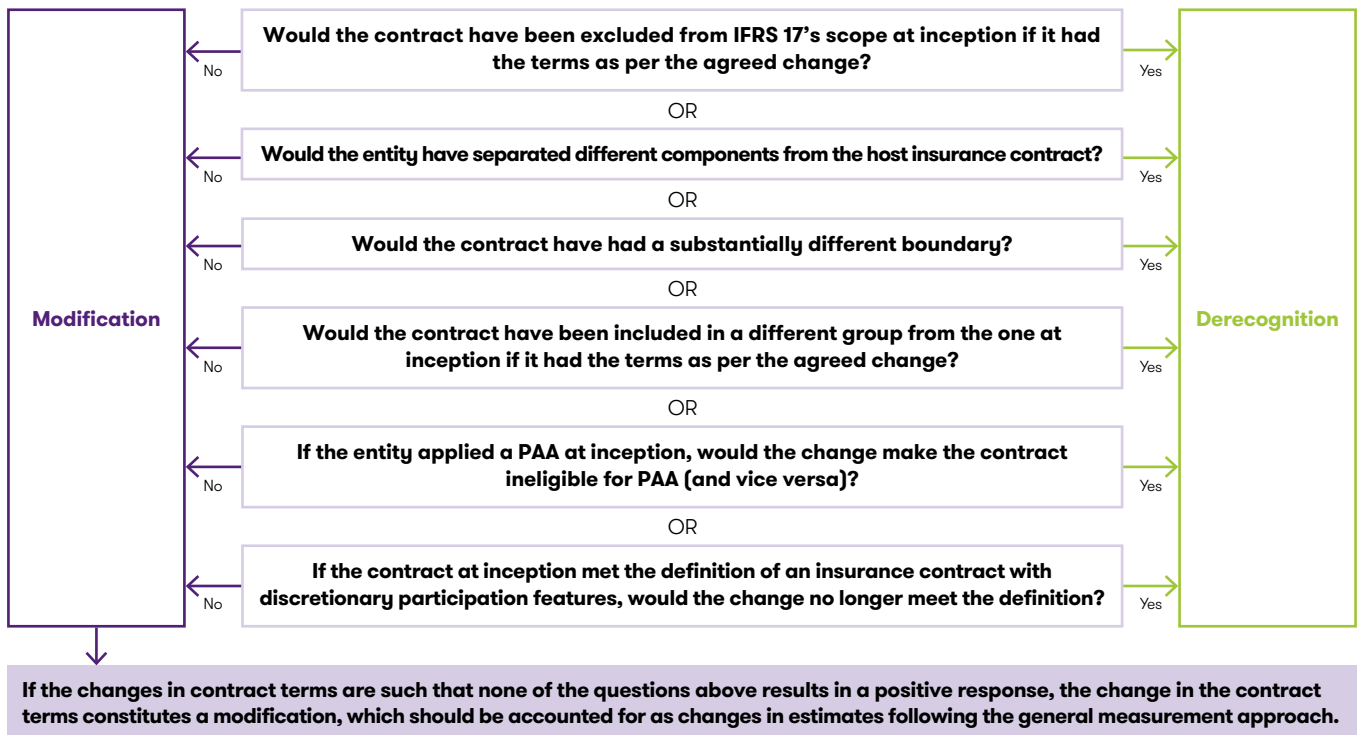 Would the contract have been excluded from IFRS 17's scope at inception if it had
the terms as per the agreed change?
No
Yes
OR
Would the entity have separated different components from the host insurance contract?
No
Yes
OR
Would the contract have had a substantially different boundary?
No
Yes
OR
Modification
Derecognition
Would the contract have been included in a different group from the one at
inception if it had the terms as per the agreed change?
No
Yes
OR
If the entity applied a PAA at inception, would the change make the contract
ineligible for PAA (and vice versa)?
No
Yes
OR
If the contract at inception met the definition of an insurance contract with
discretionary participation features, would the change no longer meet the definition?
No
Yes
If the changes in contract terms are such that none of the questions above results in a positive response, the change in the contract
terms constitutes a modification, which should be accounted for as changes in estimates following the general measurement approach.